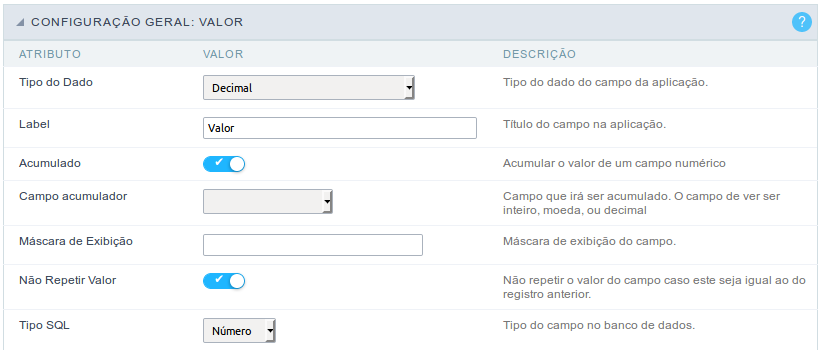 CONFIGURAÇÃO GERAL: VALOR ?
ATRIBUTO VALOR DESCRIÇÃO
Tipo do Dado Decimal Tipo do dado do campo da aplicação.
Label Valor Título do campo na aplicação.
Acumulado Acumular o valor de um campo numérico
Campo acumulador Campo que irá ser acumulado. O campo de ver ser
inteiro, moeda, ou decimal
Máscara de Exibição Máscara de exibição do campo.
Não Repetir Valor Não repetir o valor do campo caso este seja igual ao do
registro anterior.
Tipo SQL Número Tipo do campo no banco de dados.